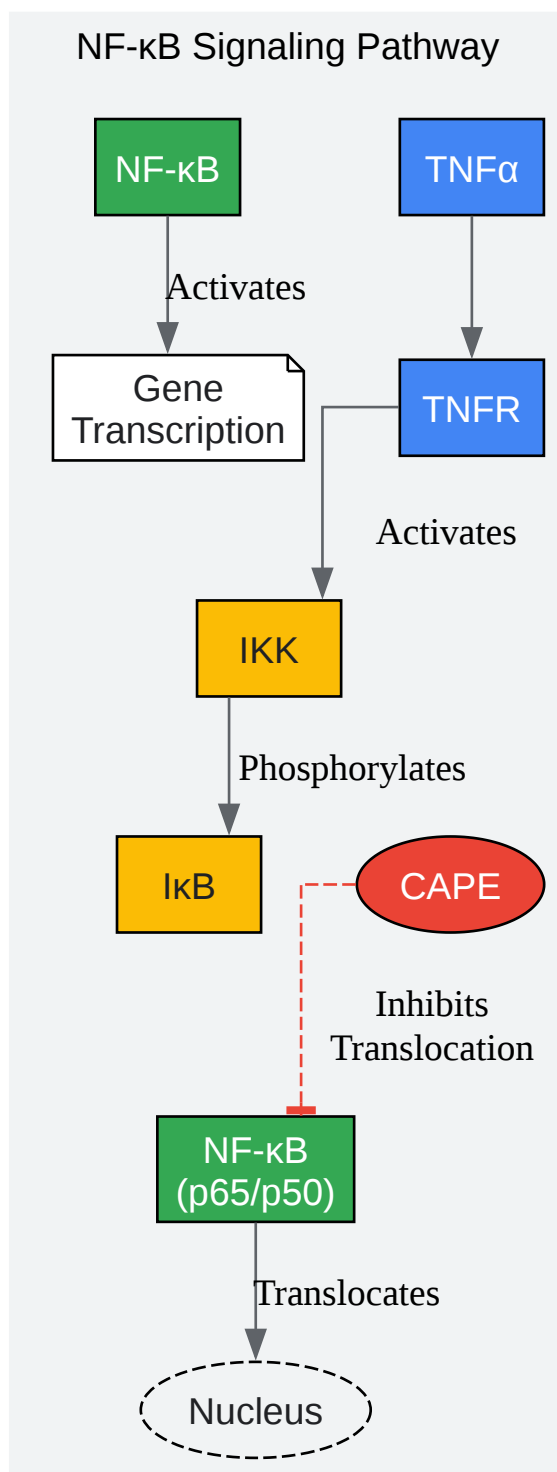 NF-κB Signaling Pathway
NF-κB
TNFα
Activates
Gene
Transcription
TNFR
Activates
IKK
Phosphorylates
IκB
CAPE
Inhibits
Translocation
NF-κB
(p65/p50)
Translocates
Nucleus